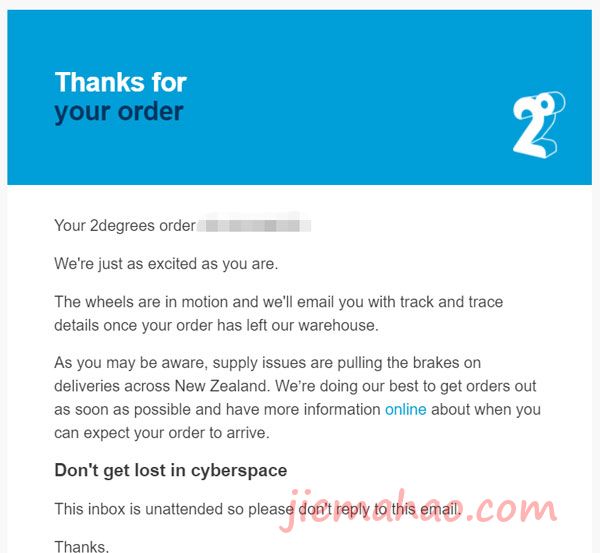 Thanks for
your order
2°
Your 2degrees order
We're just as excited as you are.
The wheels are in motion and we'll email you with track and trace
details once your order has left our warehouse.
As you may be aware, supply issues are pulling the brakes on
deliveries across New Zealand. We’re doing our best to get orders out
as soon as possible and have more information online about when you
can expect your order to arrive.
Don't get lost in cyberspace
This inbox is unattended so please don't reply to this email.
jiemahao.com
Thanks.